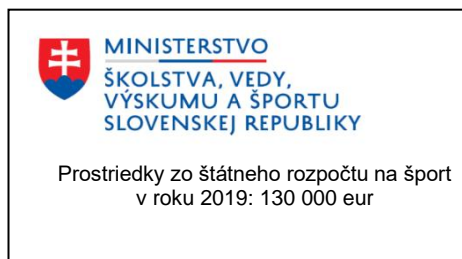 MINISTERSTVO
ŠKOLSTVA, VEDY,
VÝSKUMU A ŠPORTU
SLOVENSKEJ REPUBLIKY
Prostriedky zo štátneho rozpočtu na šport
v roku 2019: 130 000 eur